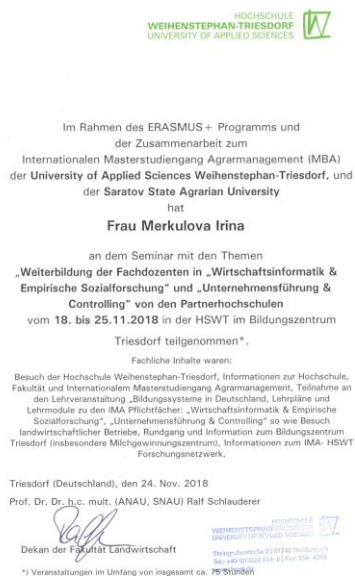 HOCHSCHULE
WEIHENSTEPHAN-TRIESDORF
UNIVERSITY OF APPLIED SCIENCES
Im Rahmen des ERASMUS+ Programms und
der Zusammenarbeit zum
Internationalen Masterstudiengang Agrarmanagement (MBA)
der University of Applied Sciences Weihenstephan-Triesdorf, und
der Saratov State Agrarian University
hat
Frau Merkulova Irina
an dem Seminar mit den Themen
„Weiterbildung der Fachdozenten in „Wirtschaftsinformatik &
Empirische Sozialforschung" und „Unternehmensführung &
Controlling" von den Partnerhochschulen
vom 18. bis 25.11.2018 in der HSWT im Bildungszentrum
Triesdorf teilgenommen*.
Fachliche Inhalte waren:
Besuch der Hochschule Weihenstephan-Triesdorf, Informationen zur Hochschule,
Fakultät und Internationalem Masterstudiengang Agrarmanagement, Teilnahme an
den Lehrveranstaltung „Bildungssysteme in Deutschland, Lehrpläne und
Lehrmodule zu den IMA Pflichtfächer: „Wirtschaftsinformatik & Empirische
Sozialforschung", „Unternehmensführung & Controlling" so wie Besuch
landwirtschaftlicher Betriebe, Rundgang und Information zum Bildungszentrum
Triesdorf (insbesondere Milchgewinnungszentrum), Informationen zum IMA- HSWT
Forschungsnetzwerk.
Triesdorf (Deutschland), den 24. Nov. 2018
Prof. Dr. Dr. h.c. mult. (ANAU, SNAU) Ralf Schlauderer
HOCHSCHULE
WEIHENSTEPHAN-TRIESDORF
UNIVERSITY OF APPLIED SCIENCES
Dekan der Fakultät Landwirtschaft
*) Veranstaltungen im Umfang von insgesamt ca. 75 Stunden